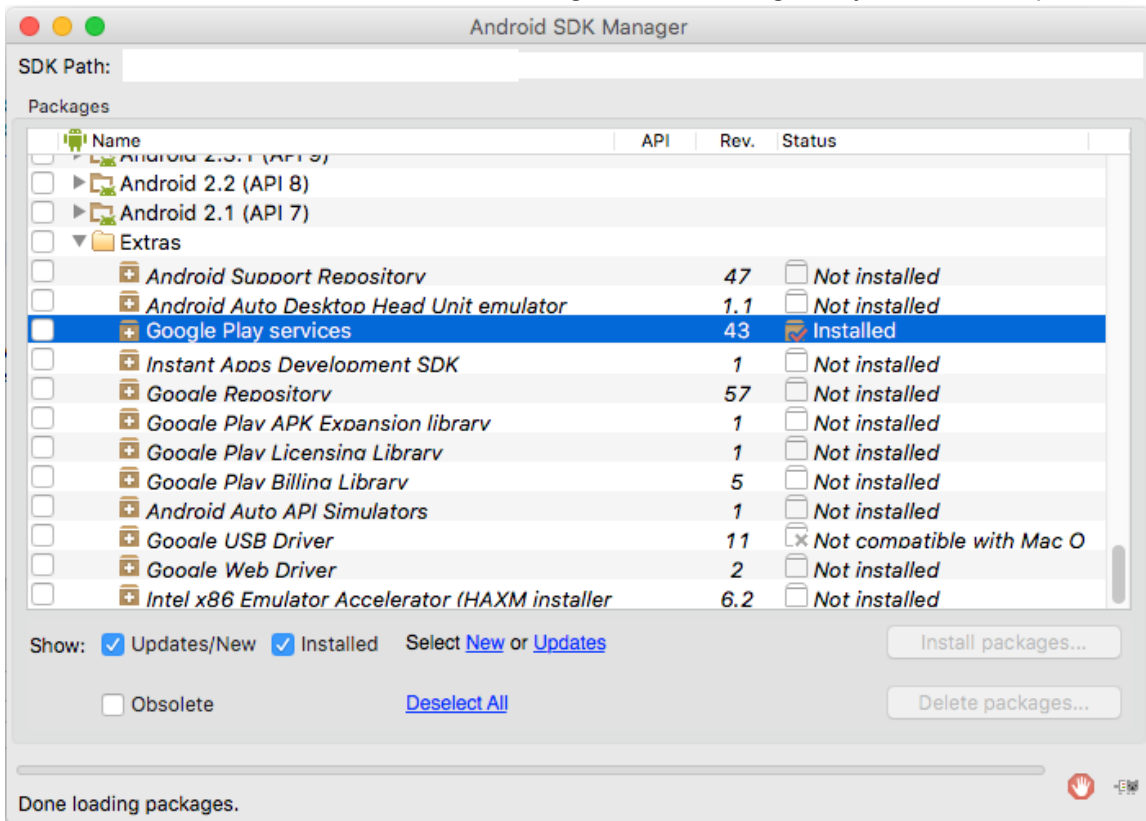 Android SDK Manager
SDK Path:
Packages
Name API Rev. Status
Android 2.3.1 (API 9)
Android 2.2 (API 8)
Android 2.1 (API 7)
Extras
Android Support Repository 47 Not installed
Android Auto Desktop Head Unit emulator 1.1 Not installed
Google Play services 43 Installed
Instant Apps Development SDK 1 Not installed
Google Repository 57 Not installed
Google Play APK Expansion library 1 Not installed
Google Play Licensing Library 1 Not installed
Google Play Billing Library 5 Not installed
Android Auto API Simulators 1 Not installed
Google USB Driver 11 Not compatible with Mac O
Google Web Driver 2 Not installed
Intel x86 Emulator Accelerator (HAXM installer 6.2 Not installed
Show: Updates/New Installed Select New or Updates Install packages...
Obsolete Deselect All Delete packages...
Done loading packages.